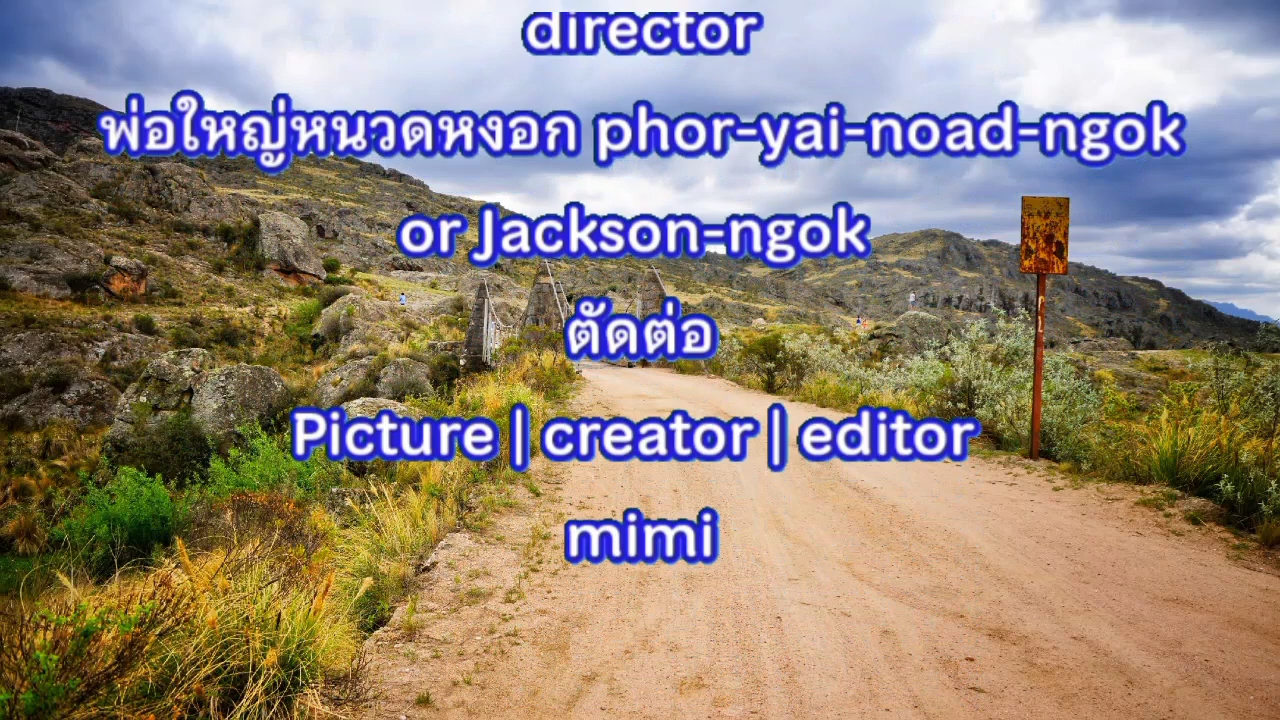 director
พ่อใหญ่หนวดหงอก phor-yai-noad-ngok
or Jackson-ngok
ตัดต่อ
Picture | creator | editor
mimi